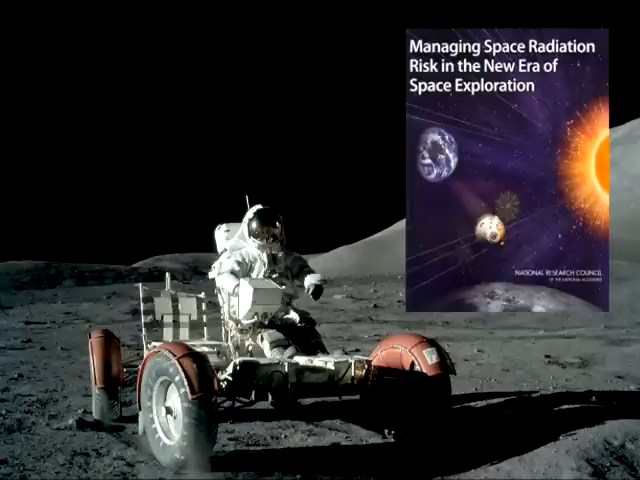 Managing Space Radiation
Risk in the New Era of
Space Exploration
NATIONAL RESEARCH COUNCIL
OF THE NATIONAL ACADEMIES